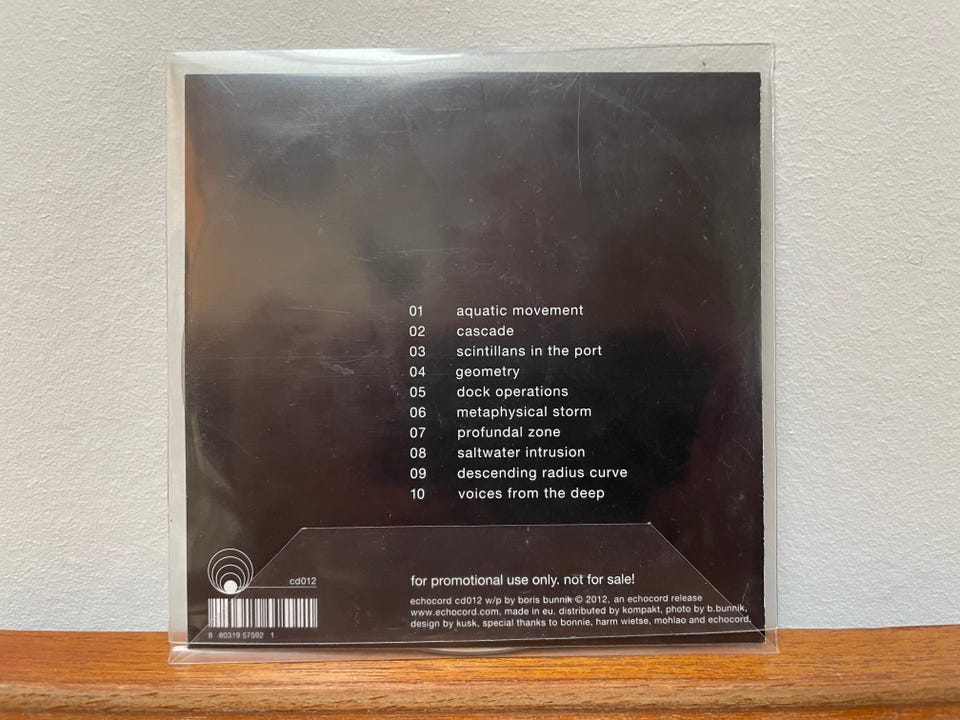 01 aquatic movement
02 cascade
03 scintillans in the port
04 geometry
05 dock operations
06 metaphysical storm
07 profundal zone
08 saltwater intrusion
09 descending radius curve
10 voices from the deep
cd012
8 80319 57592 1
for promotional use only. not for sale!
echocord cd012 w/p by boris bunnik © 2012, an echocord release
www.echocord.com, made in eu. distributed by kompakt, photo by b.bunnik,
design by kusk, special thanks to bonnie, harm wietse, mohlao and echocord.